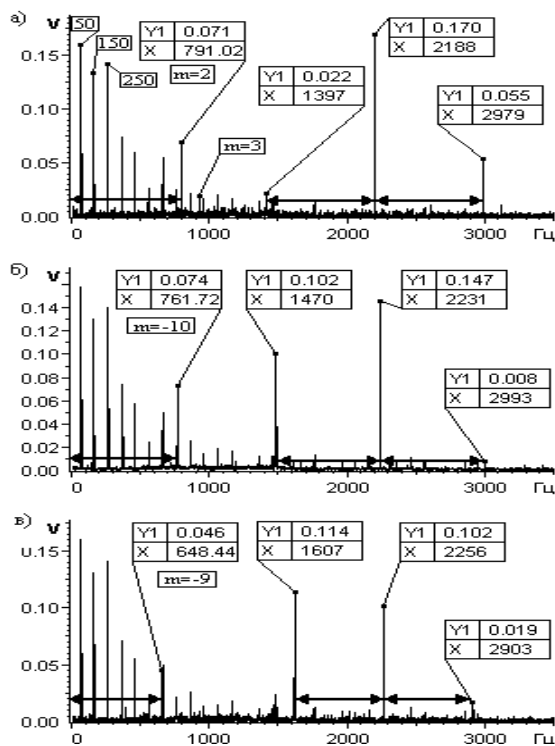 а)
V
50
150
250
Y1 0.071
X 791.02
m=2
m=3
Y1 0.022
X 1397
Y1 0.170
X 2188
Y1 0.055
X 2979
0.15
0.10
0.05
0.00
0 1000 2000 3000 Гц
б)
V
Y1 0.074
X 761.72
m=-10
Y1 0.102
X 1470
Y1 0.147
X 2231
Y1 0.008
X 2993
0.14
0.12
0.10
0.08
0.06
0.04
0.02
0.00
0 1000 2000 3000 Гц
в)
V
Y1 0.046
X 648.44
m=-9
Y1 0.114
X 1607
Y1 0.102
X 2256
Y1 0.019
X 2903
0.15
0.10
0.05
0.00
0 1000 2000 3000 Гц